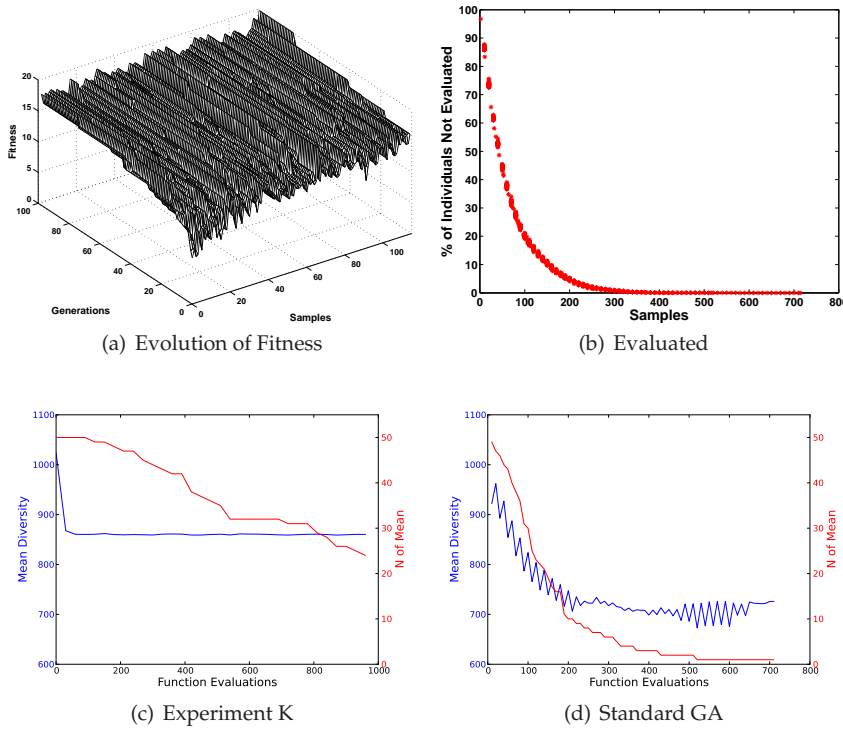 20
15
10
5
0
Fitness
100
80
60
40
20
0
Generations
0
20
40
60
80
100
Samples
(a) Evolution of Fitness
100
90
80
70
60
50
40
30
20
10
0
% of Individuals Not Evaluated
0 100 200 300 400 500 600 700 800
Samples
(b) Evaluated
1100
1000
900
800
700
600
Mean Diversity
50
40
30
20
10
0
N of Mean
0 200 400 600 800 1000
Function Evaluations
(c) Experiment K
1100
1000
900
800
700
600
Mean Diversity
50
40
30
20
10
0
N of Mean
0 100 200 300 400 500 600 700 800
Function Evaluations
(d) Standard GA